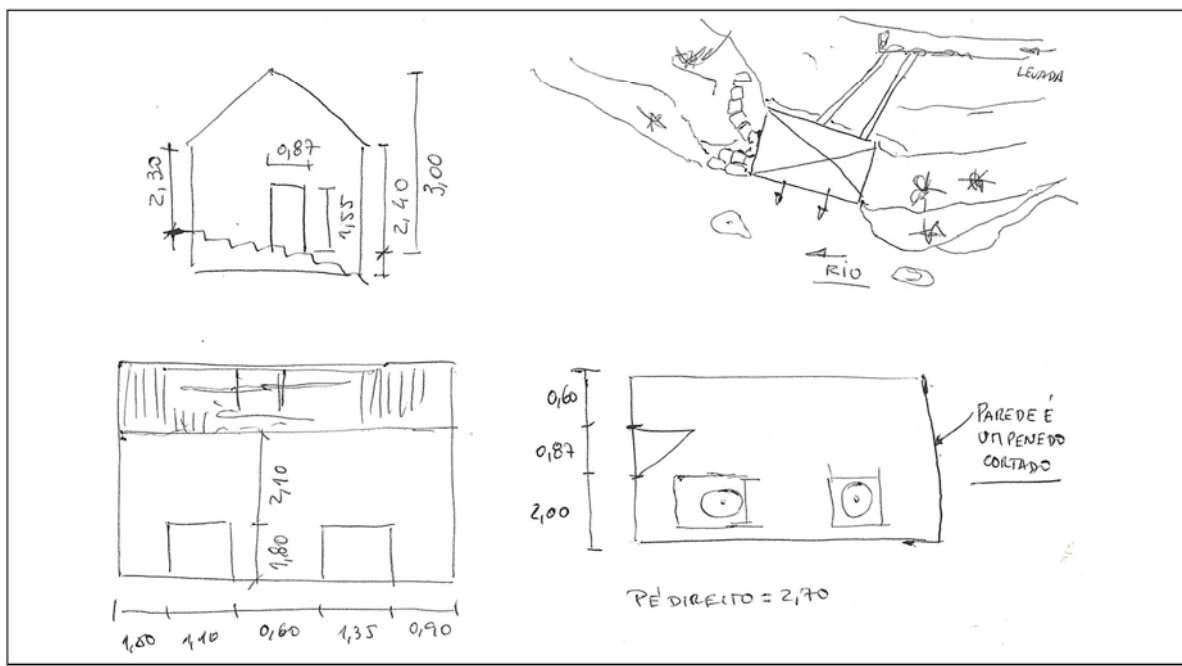 0,87
2,30
1,55
2,40
3,00
LEVADA
RIO
2,10
1,80
1,00
1,10
0,60
1,35
0,90
0,60
0,87
2,00
PAREDE É
UM PENEDO
CORTADO
PÉ DIREITO = 2,70